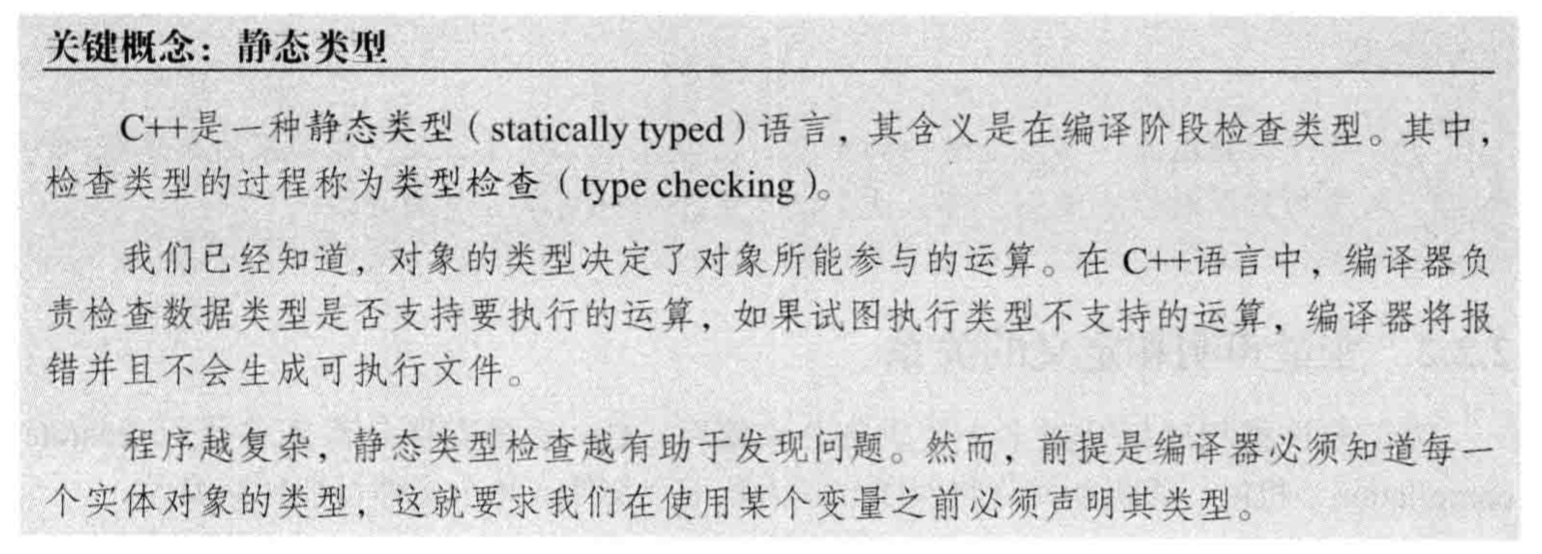 关键概念：静态类型
C++是一种静态类型（statically typed）语言，其含义是在编译阶段检查类型。其中，
检查类型的过程称为类型检查（type checking）。
我们已经知道，对象的类型决定了对象所能参与的运算。在 C++语言中，编译器负
责检查数据类型是否支持要执行的运算，如果试图执行类型不支持的运算，编译器将报
错并且不会生成可执行文件。
程序越复杂，静态类型检查越有助于发现问题。然而，前提是编译器必须知道每一
个实体对象的类型，这就要求我们在使用某个变量之前必须声明其类型。